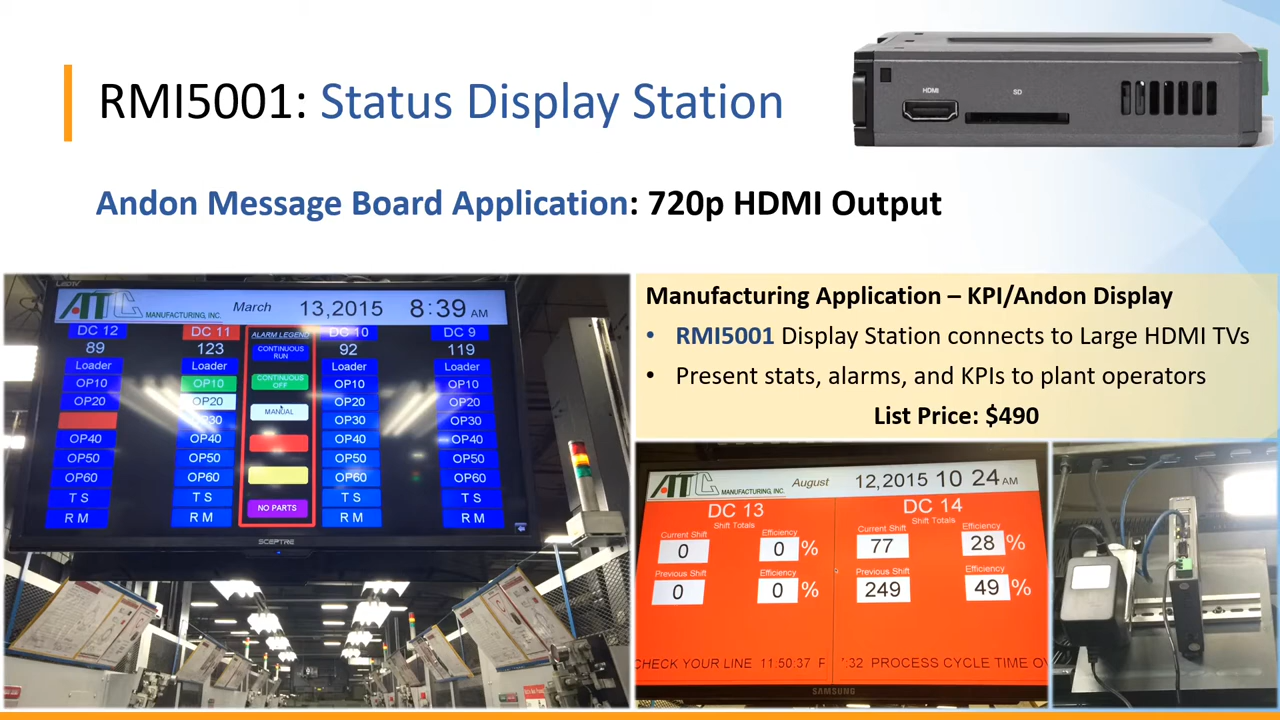 RMI5001: Status Display Station
HDMI
SD
Andon Message Board Application: 720p HDMI Output
ATTC MANUFACTURING, INC.
March 13,2015 8:39 AM
DC 12 DC 11 ALARM LEGEND DC 10 DC 9
89 123 CONTINUOUS RUN 92 119
Loader Loader Loader Loader
OP10 OP10 CONTINUOUS OFF OP10 OP10
OP20 OP20 MANUAL OP20 OP20
OP30 OP30 OP30
OP40 OP40 OP40 OP40
OP50 OP50 OP50 OP50
OP60 OP60 OP60 OP60
T S T S T S T S
R M R M NO PARTS R M R M
SCEPTRE
Manufacturing Application – KPI/Andon Display
• RMI5001 Display Station connects to Large HDMI TVs
• Present stats, alarms, and KPIs to plant operators
List Price: $490
ATTC MANUFACTURING, INC.
August 12,2015 10 24 AM
DC 13 DC 14
Shift Totals Shift Totals
Current Shift Efficiency Current Shift Efficiency
0 0 % 77 28 %
Previous Shift Efficiency Previous Shift Efficiency
0 0 % 249 49 %
CHECK YOUR LINE 11:50:37 :32 PROCESS CYCLE TIME OV
SAMSUNG